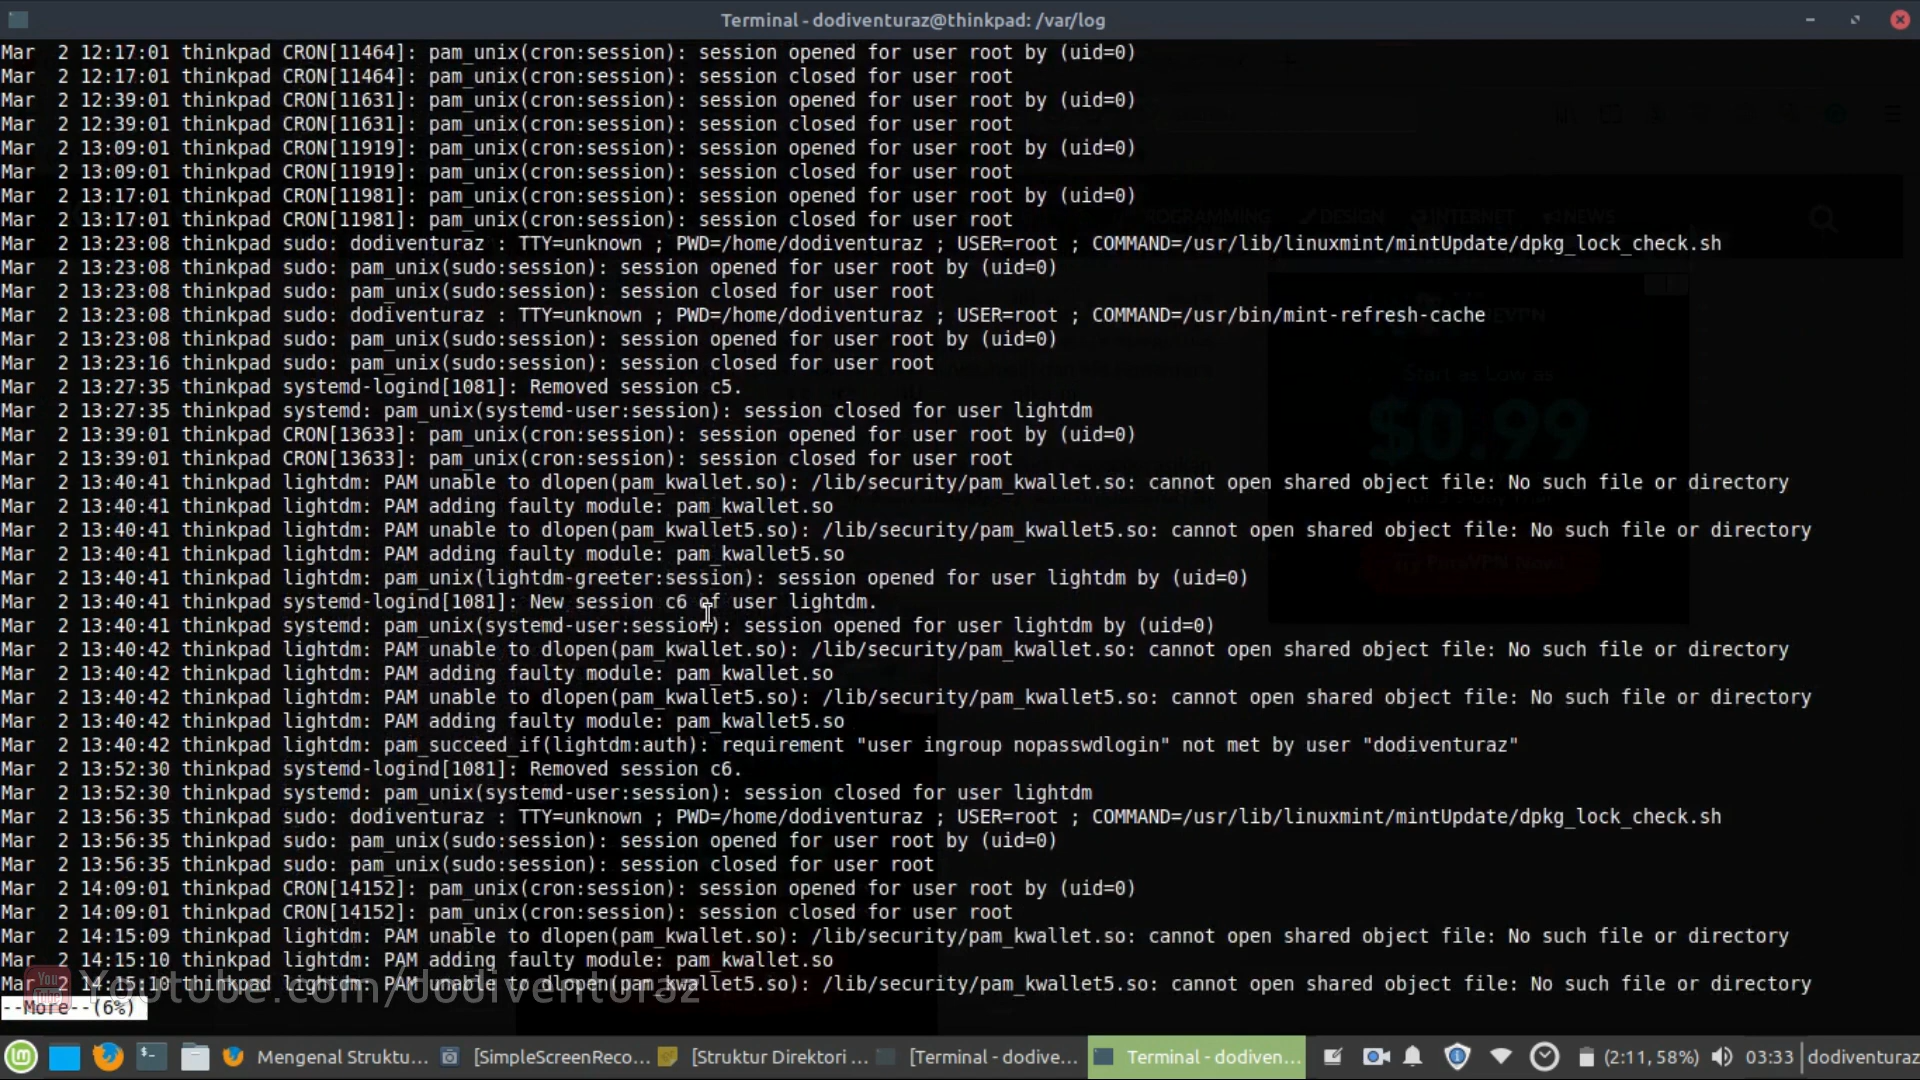 Terminal - dodiventuraz@thinkpad: /var/log
Mar  2 12:17:01 thinkpad CRON[11464]: pam_unix(cron:session): session opened for user root by (uid=0)
Mar  2 12:17:01 thinkpad CRON[11464]: pam_unix(cron:session): session closed for user root
Mar  2 12:39:01 thinkpad CRON[11631]: pam_unix(cron:session): session opened for user root by (uid=0)
Mar  2 12:39:01 thinkpad CRON[11631]: pam_unix(cron:session): session closed for user root
Mar  2 13:09:01 thinkpad CRON[11919]: pam_unix(cron:session): session opened for user root by (uid=0)
Mar  2 13:09:01 thinkpad CRON[11919]: pam_unix(cron:session): session closed for user root
Mar  2 13:17:01 thinkpad CRON[11981]: pam_unix(cron:session): session opened for user root by (uid=0)
Mar  2 13:17:01 thinkpad CRON[11981]: pam_unix(cron:session): session closed for user root
PROGRAMMING DESIGN INTERNET NEWS
Mar  2 13:23:08 thinkpad sudo: dodiventuraz : TTY=unknown ; PWD=/home/dodiventuraz ; USER=root ; COMMAND=/usr/lib/linuxmint/mintUpdate/dpkg_lock_check.sh
Mar  2 13:23:08 thinkpad sudo: pam_unix(sudo:session): session opened for user root by (uid=0)
Mar  2 13:23:08 thinkpad sudo: pam_unix(sudo:session): session closed for user root
Mar  2 13:23:08 thinkpad sudo: dodiventuraz : TTY=unknown ; PWD=/home/dodiventuraz ; USER=root ; COMMAND=/usr/bin/mint-refresh-cache
Mar  2 13:23:08 thinkpad sudo: pam_unix(sudo:session): session opened for user root by (uid=0)
Mar  2 13:23:16 thinkpad sudo: pam_unix(sudo:session): session closed for user root
Start as Low as
Mar  2 13:27:35 thinkpad systemd-logind[1081]: Removed session c5.
Mar  2 13:27:35 thinkpad systemd: pam_unix(systemd-user:session): session closed for user lightdm
$0.99
Mar  2 13:39:01 thinkpad CRON[13633]: pam_unix(cron:session): session opened for user root by (uid=0)
Mar  2 13:39:01 thinkpad CRON[13633]: pam_unix(cron:session): session closed for user root
Mar  2 13:40:41 thinkpad lightdm: PAM unable to dlopen(pam_kwallet.so): /lib/security/pam_kwallet.so: cannot open shared object file: No such file or directory
Mar  2 13:40:41 thinkpad lightdm: PAM adding faulty module: pam_kwallet.so
Mar  2 13:40:41 thinkpad lightdm: PAM unable to dlopen(pam_kwallet5.so): /lib/security/pam_kwallet5.so: cannot open shared object file: No such file or directory
Mar  2 13:40:41 thinkpad lightdm: PAM adding faulty module: pam_kwallet5.so
Mar  2 13:40:41 thinkpad lightdm: pam_unix(lightdm-greeter:session): session opened for user lightdm by (uid=0)
Mar  2 13:40:41 thinkpad systemd-logind[1081]: New session c6 of user lightdm.
Mar  2 13:40:41 thinkpad systemd: pam_unix(systemd-user:session): session opened for user lightdm by (uid=0)
Mar  2 13:40:42 thinkpad lightdm: PAM unable to dlopen(pam_kwallet.so): /lib/security/pam_kwallet.so: cannot open shared object file: No such file or directory
Mar  2 13:40:42 thinkpad lightdm: PAM adding faulty module: pam_kwallet.so
Mar  2 13:40:42 thinkpad lightdm: PAM unable to dlopen(pam_kwallet5.so): /lib/security/pam_kwallet5.so: cannot open shared object file: No such file or directory
Mar  2 13:40:42 thinkpad lightdm: PAM adding faulty module: pam_kwallet5.so
Mar  2 13:40:42 thinkpad lightdm: pam_succeed_if(lightdm:auth): requirement "user ingroup nopasswdlogin" not met by user "dodiventuraz"
Mar  2 13:52:30 thinkpad systemd-logind[1081]: Removed session c6.
Mar  2 13:52:30 thinkpad systemd: pam_unix(systemd-user:session): session closed for user lightdm
Mar  2 13:56:35 thinkpad sudo: dodiventuraz : TTY=unknown ; PWD=/home/dodiventuraz ; USER=root ; COMMAND=/usr/lib/linuxmint/mintUpdate/dpkg_lock_check.sh
Mar  2 13:56:35 thinkpad sudo: pam_unix(sudo:session): session opened for user root by (uid=0)
Mar  2 13:56:35 thinkpad sudo: pam_unix(sudo:session): session closed for user root
Mar  2 14:09:01 thinkpad CRON[14152]: pam_unix(cron:session): session opened for user root by (uid=0)
Mar  2 14:09:01 thinkpad CRON[14152]: pam_unix(cron:session): session closed for user root
Mar  2 14:15:09 thinkpad lightdm: PAM unable to dlopen(pam_kwallet.so): /lib/security/pam_kwallet.so: cannot open shared object file: No such file or directory
Mar  2 14:15:10 thinkpad lightdm: PAM adding faulty module: pam_kwallet.so
Mar  2 14:15:10 thinkpad lightdm: PAM unable to dlopen(pam_kwallet5.so): /lib/security/pam_kwallet5.so: cannot open shared object file: No such file or directory
You Tube Youtube.com/dodiventuraz
--More--(6%)
Mengenal Struktu... [SimpleScreenReco... [Struktur Direktori ... [Terminal - dodive... Terminal - dodiven... (2:11, 58%) 03:33 dodiventuraz